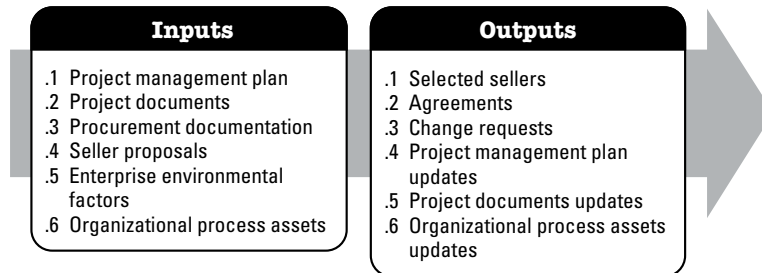 Inputs
.1 Project management plan
.2 Project documents
.3 Procurement documentation
.4 Seller proposals
.5 Enterprise environmental
factors
.6 Organizational process assets
Outputs
.1 Selected sellers
.2 Agreements
.3 Change requests
.4 Project management plan
updates
.5 Project documents updates
.6 Organizational process assets
updates